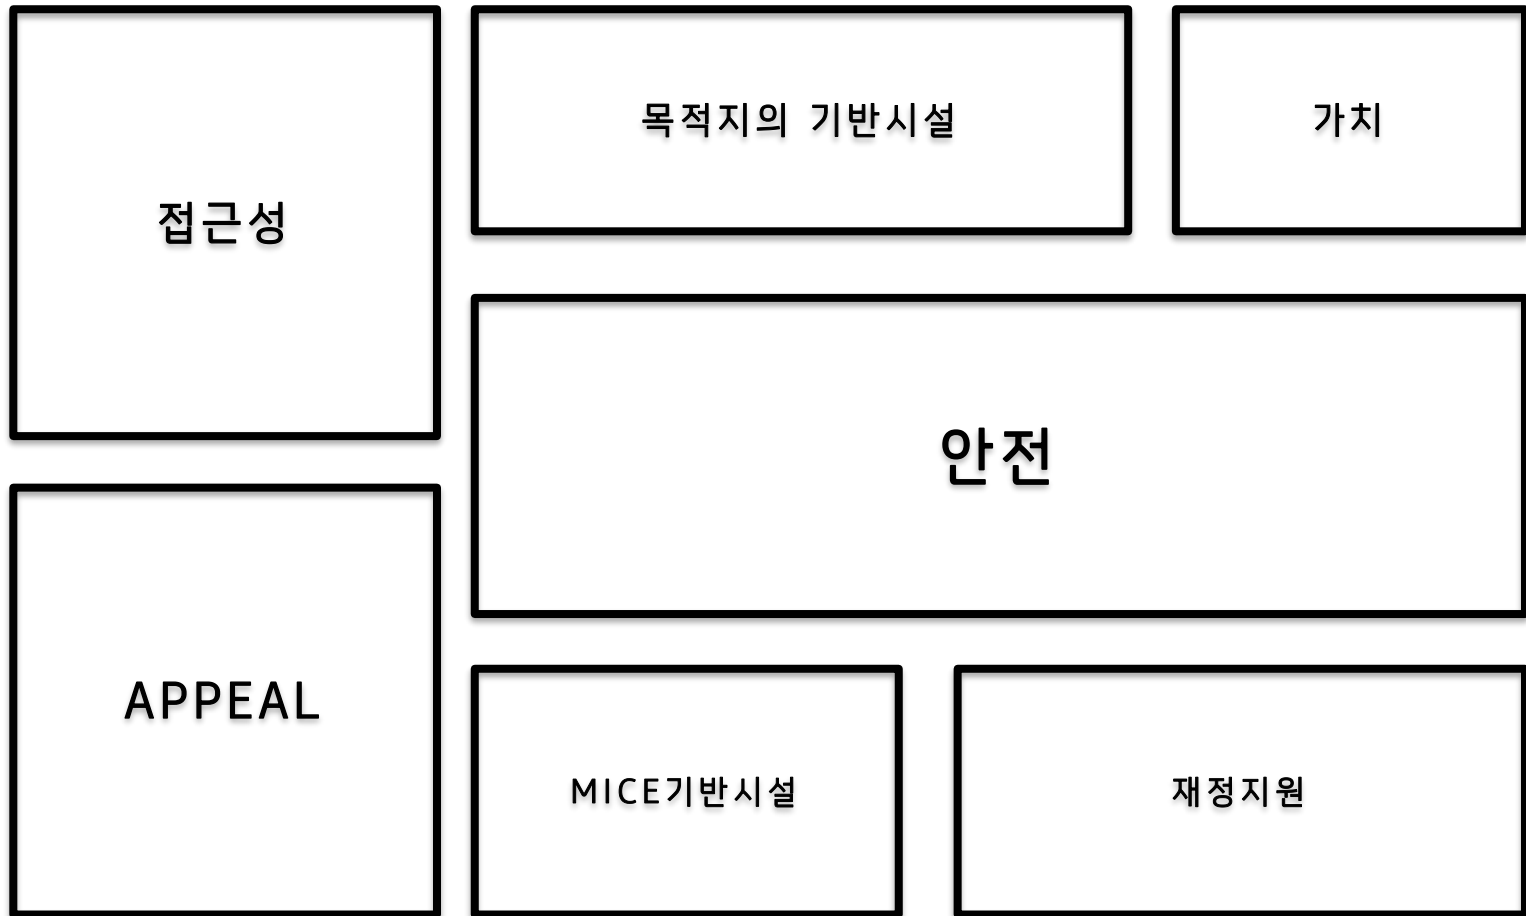 접근성
목적지의 기반시설
가치
안전
APPEAL
MICE기반시설
재정지원